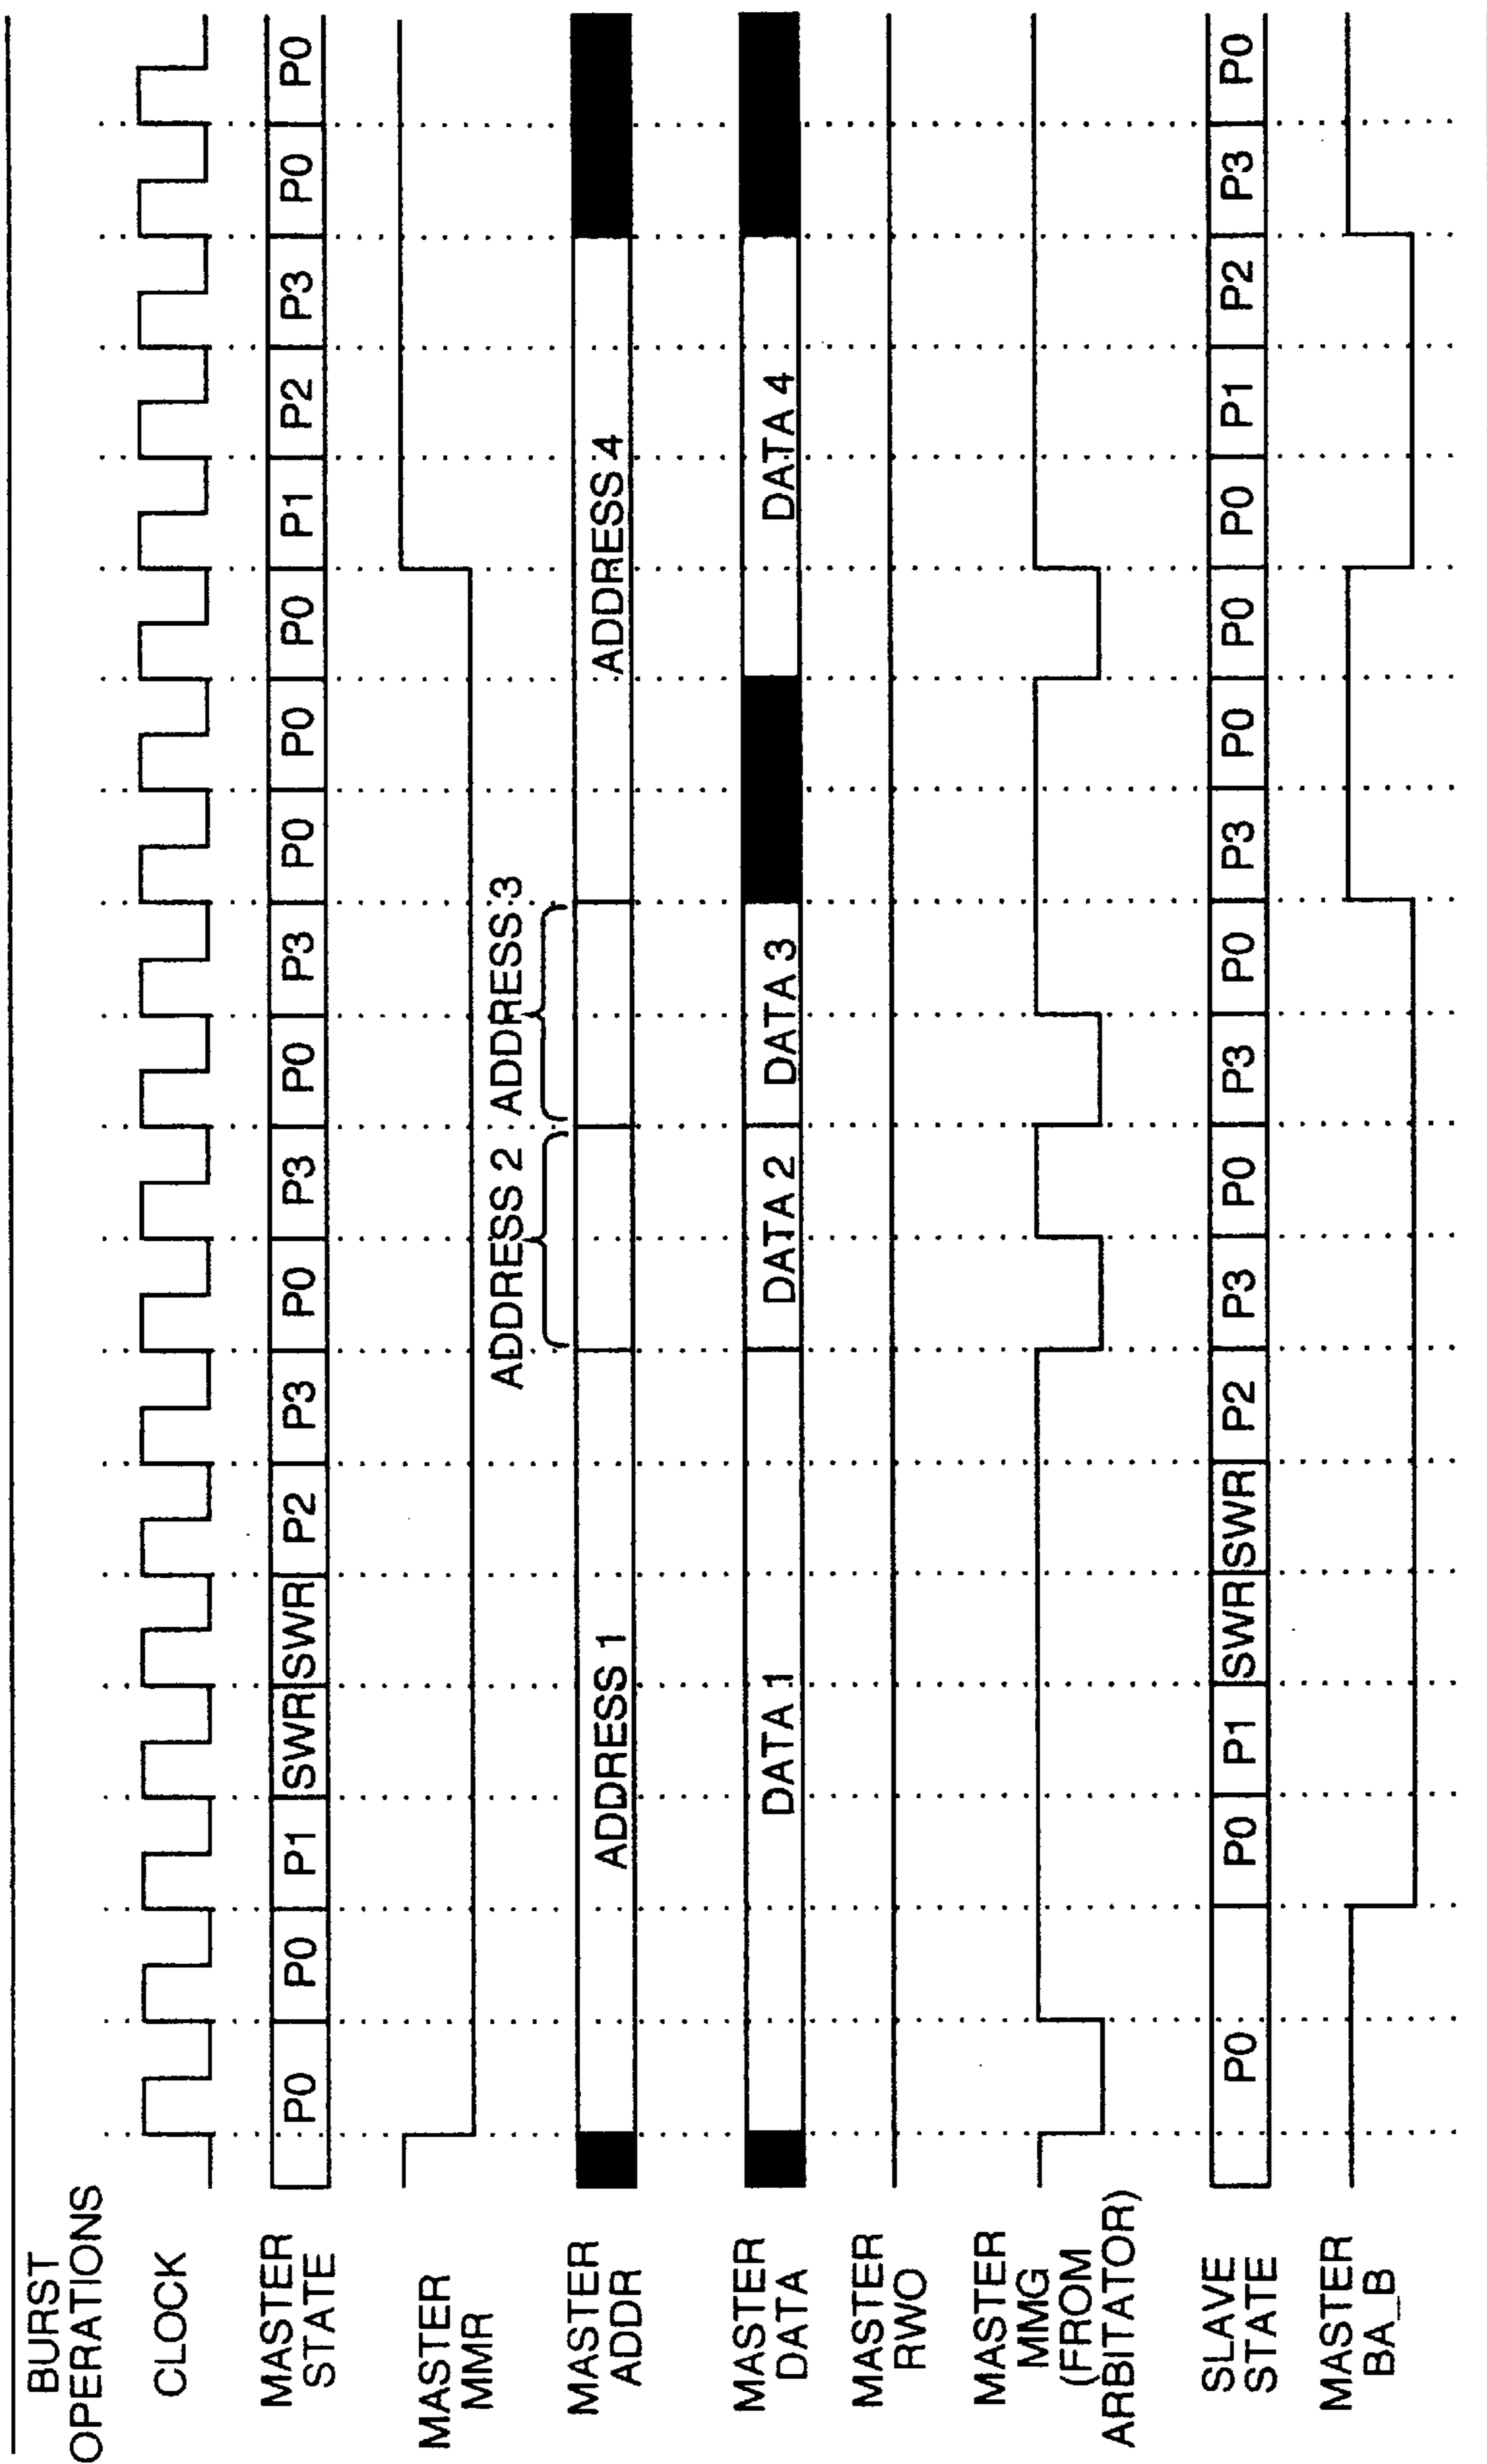 BURST
OPERATIONS
CLOCK
MASTER
STATE
P0 P0 P1 SWR SWR P2 P3 P0 P3 P0 P3 P0 P0 P0 P1 P2 P3 P0 P0
MASTER
MMR
ADDRESS 2 ADDRESS 3
MASTER
ADDR
ADDRESS 1 ADDRESS 4
MASTER
DATA
DATA 1 DATA 2 DATA 3 DATA 4
MASTER
RWO
MASTER
MMG
(FROM
ARBITATOR)
SLAVE
STATE
P0 P0 P1 SWR SWR P2 P3 P0 P3 P0 P3 P0 P0 P0 P1 P2 P3 P0
MASTER
BA_B